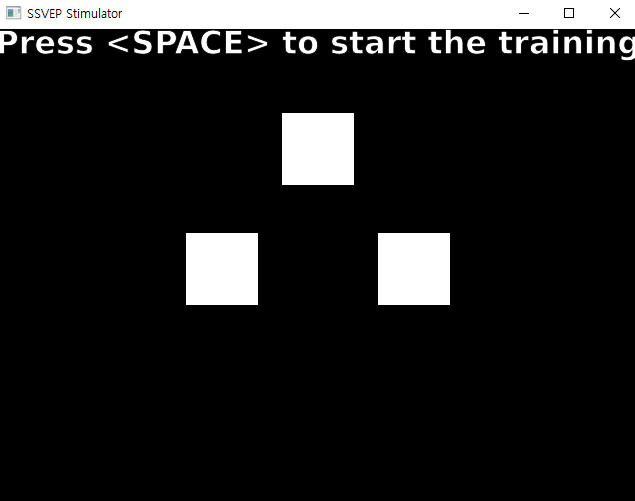 SSVEP Stimulator
Press <SPACE> to start the training